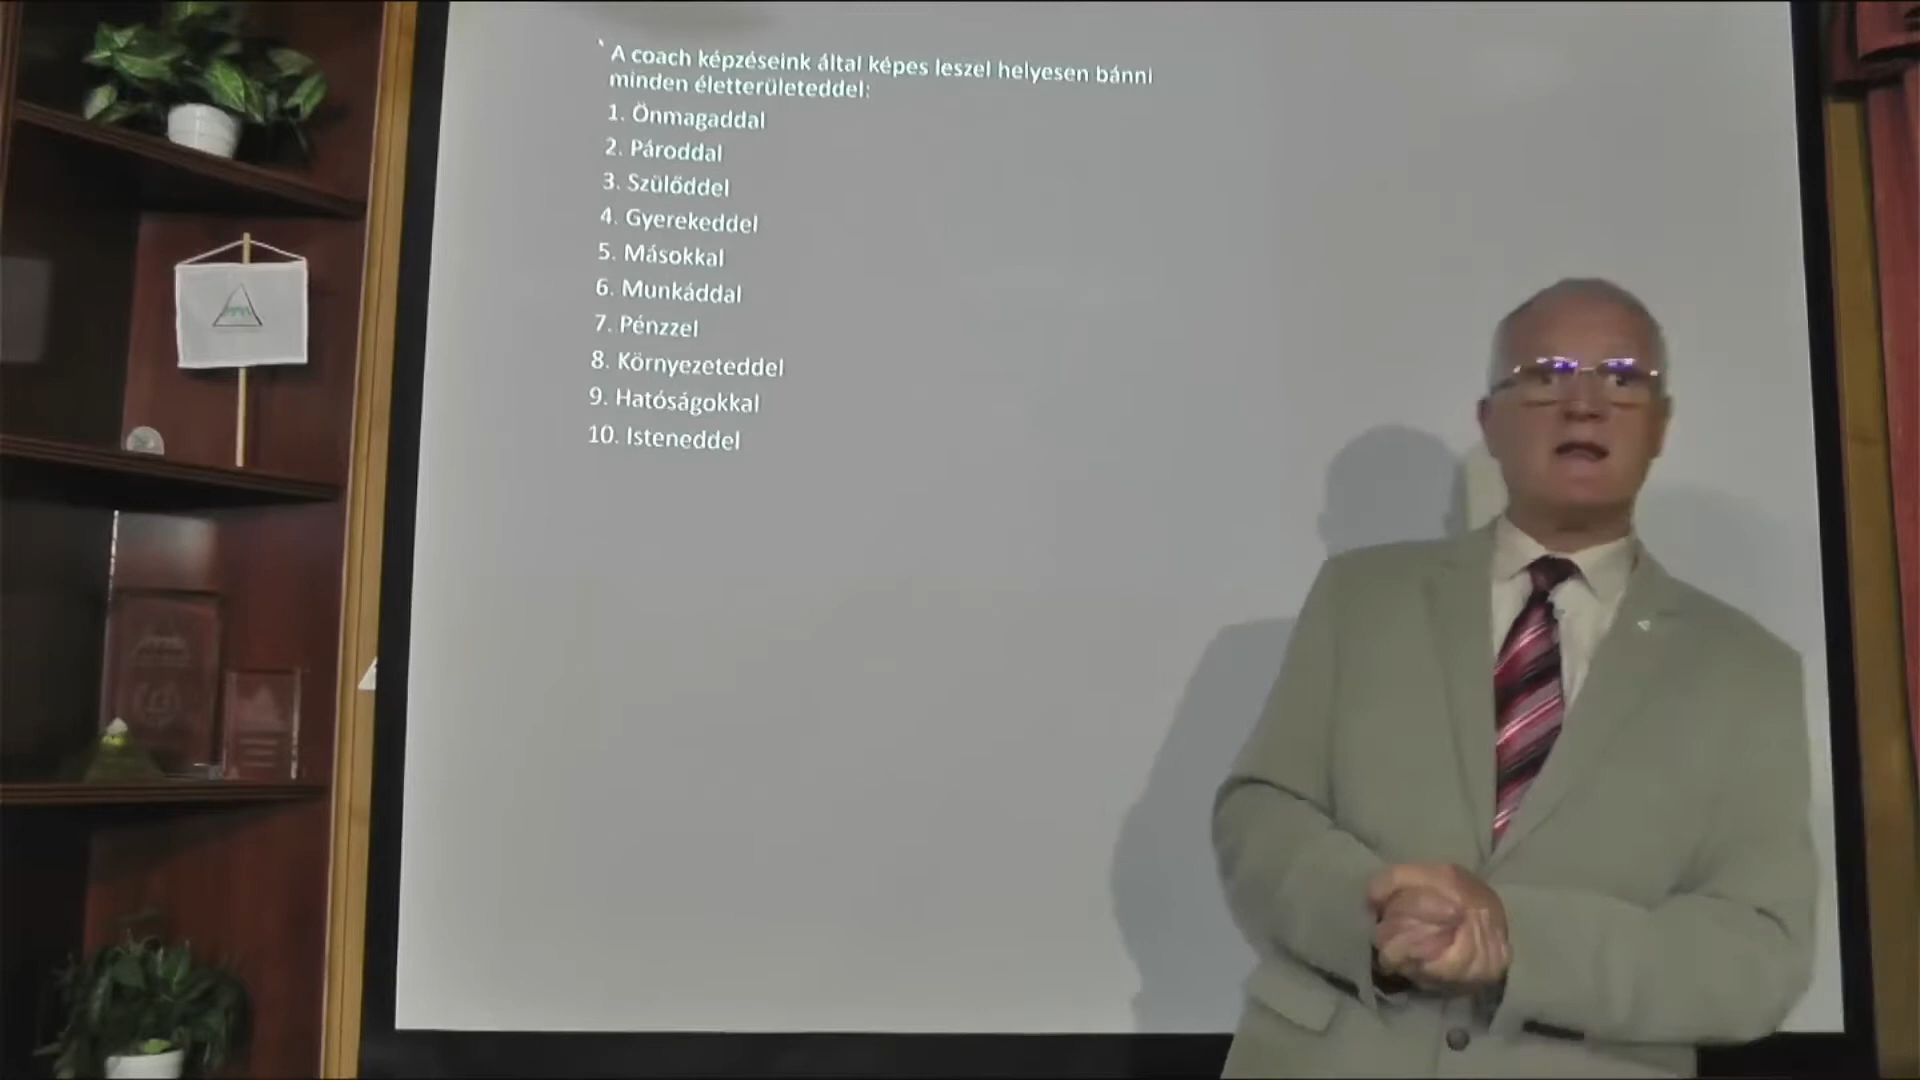 A coach képzéseink által képes leszel helyesen bánni
minden életterületeddel:
1. Önmagaddal
2. Pároddal
3. Szülőddel
4. Gyerekeddel
5. Másokkal
6. Munkáddal
7. Pénzzel
8. Környezeteddel
9. Hatóságokkal
10. Isteneddel